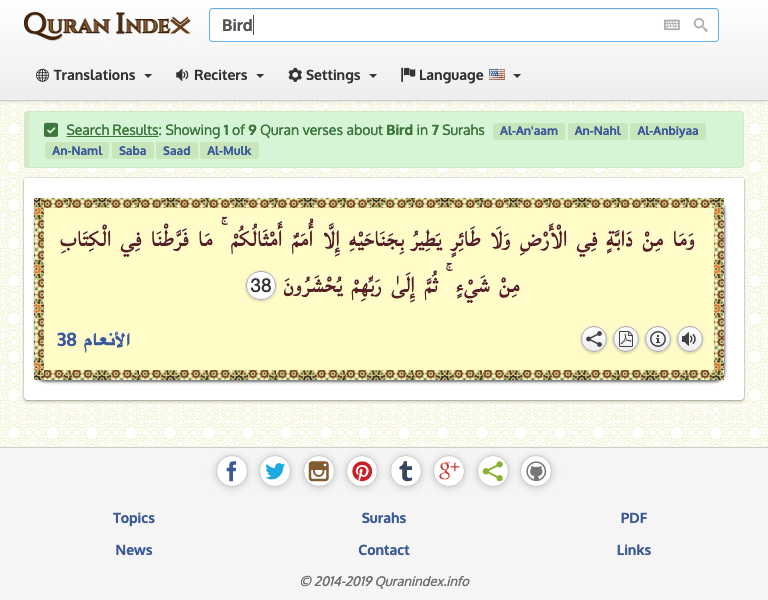 QURAN INDEX
Bird
Translations
Reciters
Settings
Language
Search Results: Showing 1 of 9 Quran verses about Bird in 7 Surahs Al-An'aam An-Nahl Al-Anbiyaa
An-Naml Saba Saad Al-Mulk
وَمَا مِنْ دَابَّةٍ فِي الْأَرْضِ وَلَا طَائِرٍ يَطِيرُ بِجَنَاحَيْهِ إِلَّا أُمَمٌ أَمْثَالُكُمْ ۚ مَا فَرَّطْنَا فِي الْكِتَابِ
مِنْ شَيْءٍ ۚ ثُمَّ إِلَىٰ رَبِّهِمْ يُحْشَرُونَ 38
الأنعام 38
Topics Surahs PDF
News Contact Links
© 2014-2019 Quranindex.info